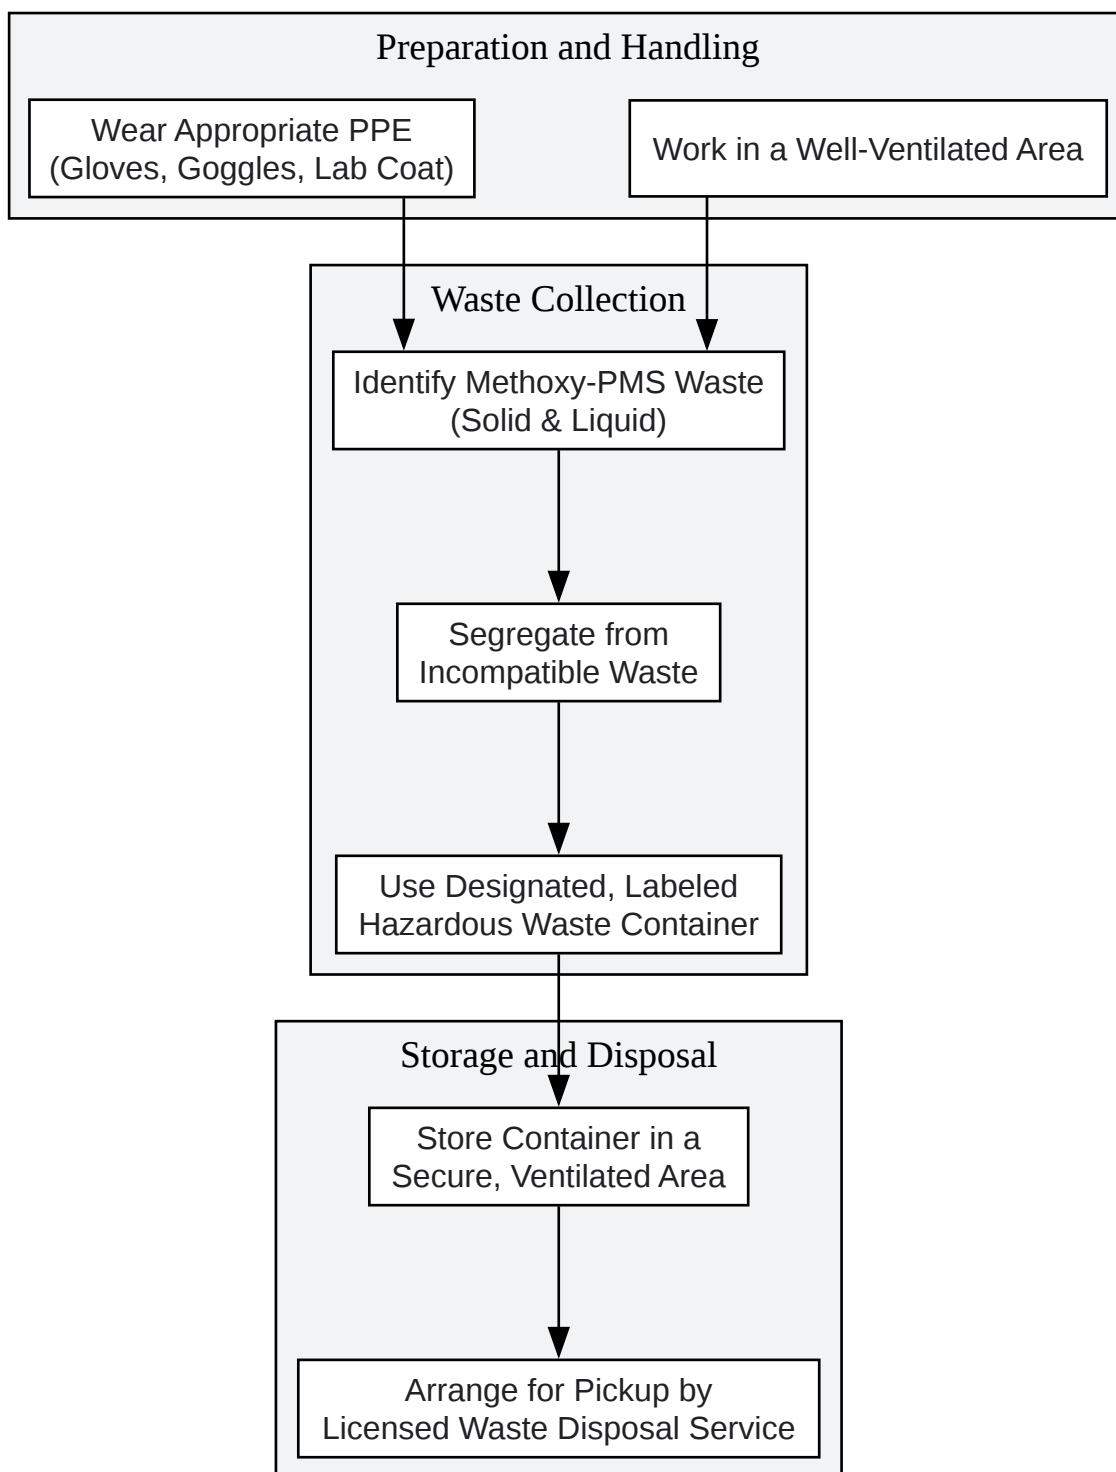 Preparation and Handling
Wear Appropriate PPE
(Gloves, Goggles, Lab Coat)
Work in a Well-Ventilated Area
Waste Collection
Identify Methoxy-PMS Waste
(Solid & Liquid)
Segregate from
Incompatible Waste
Use Designated, Labeled
Hazardous Waste Container
Storage and Disposal
Store Container in a
Secure, Ventilated Area
Arrange for Pickup by
Licensed Waste Disposal Service